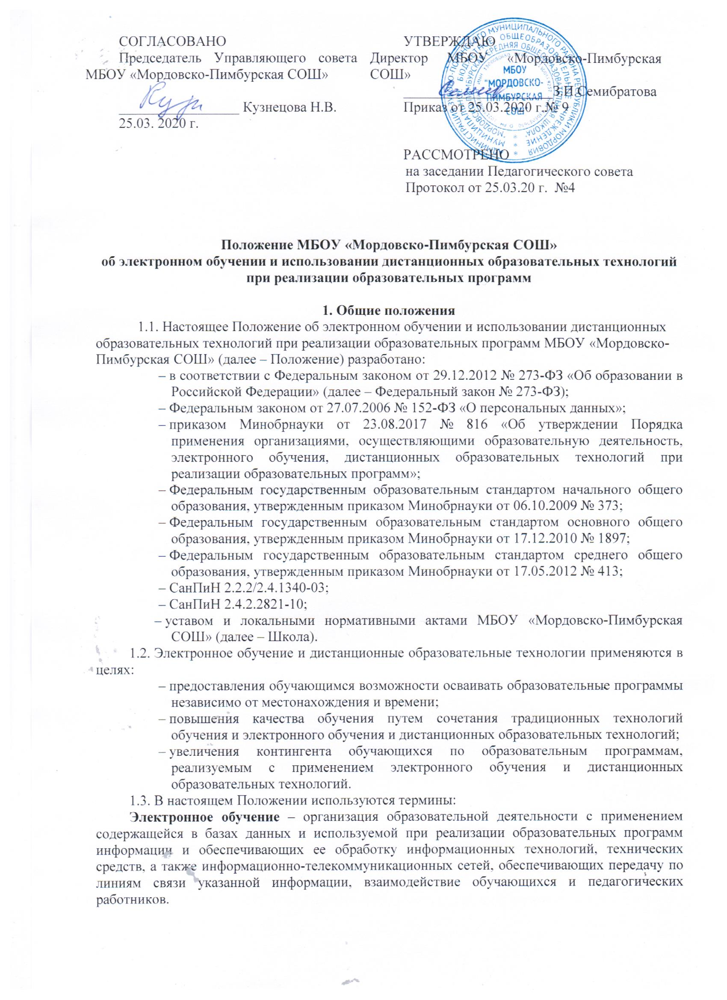 СОГЛАСОВАНО
Председатель Управляющего совета
МБОУ «Мордовско-Пимбурская СОШ»
Кузнецова Н.В.
25.03. 2020 г.
УТВЕРЖДАЮ
Директор МБОУ «Мордовско-Пимбурская
СОШ»
З.И.Семибратова
Приказ от 25.03.2020 г.№ 9
МБОУ
"МОРДОВСКО-
ПИМБУРСКАЯ
СОШ"
РАССМОТРЕНО
на заседании Педагогического совета
Протокол от 25.03.20 г. №4
Положение МБОУ «Мордовско-Пимбурская СОШ»
об электронном обучении и использовании дистанционных образовательных технологий
при реализации образовательных программ
1. Общие положения
1.1. Настоящее Положение об электронном обучении и использовании дистанционных
образовательных технологий при реализации образовательных программ МБОУ «Мордовско-
Пимбурская СОШ» (далее – Положение) разработано:
– в соответствии с Федеральным законом от 29.12.2012 № 273-ФЗ «Об образовании в
Российской Федерации» (далее – Федеральный закон № 273-ФЗ);
– Федеральным законом от 27.07.2006 № 152-ФЗ «О персональных данных»;
– приказом Минобрнауки от 23.08.2017 № 816 «Об утверждении Порядка
применения организациями, осуществляющими образовательную деятельность,
электронного обучения, дистанционных образовательных технологий при
реализации образовательных программ»;
– Федеральным государственным образовательным стандартом начального общего
образования, утвержденным приказом Минобрнауки от 06.10.2009 № 373;
– Федеральным государственным образовательным стандартом основного общего
образования, утвержденным приказом Минобрнауки от 17.12.2010 № 1897;
– Федеральным государственным образовательным стандартом среднего общего
образования, утвержденным приказом Минобрнауки от 17.05.2012 № 413;
– СанПиН 2.2.2/2.4.1340-03;
– СанПиН 2.4.2.2821-10;
– уставом и локальными нормативными актами МБОУ «Мордовско-Пимбурская
СОШ» (далее – Школа).
1.2. Электронное обучение и дистанционные образовательные технологии применяются в
целях:
– предоставления обучающимся возможности осваивать образовательные программы
независимо от местонахождения и времени;
– повышения качества обучения путем сочетания традиционных технологий
обучения и электронного обучения и дистанционных образовательных технологий;
– увеличения контингента обучающихся по образовательным программам,
реализуемым с применением электронного обучения и дистанционных
образовательных технологий.
1.3. В настоящем Положении используются термины:
Электронное обучение – организация образовательной деятельности с применением
содержащейся в базах данных и используемой при реализации образовательных программ
информации и обеспечивающих ее обработку информационных технологий, технических
средств, а также информационно-телекоммуникационных сетей, обеспечивающих передачу по
линиям связи указанной информации, взаимодействие обучающихся и педагогических
работников.